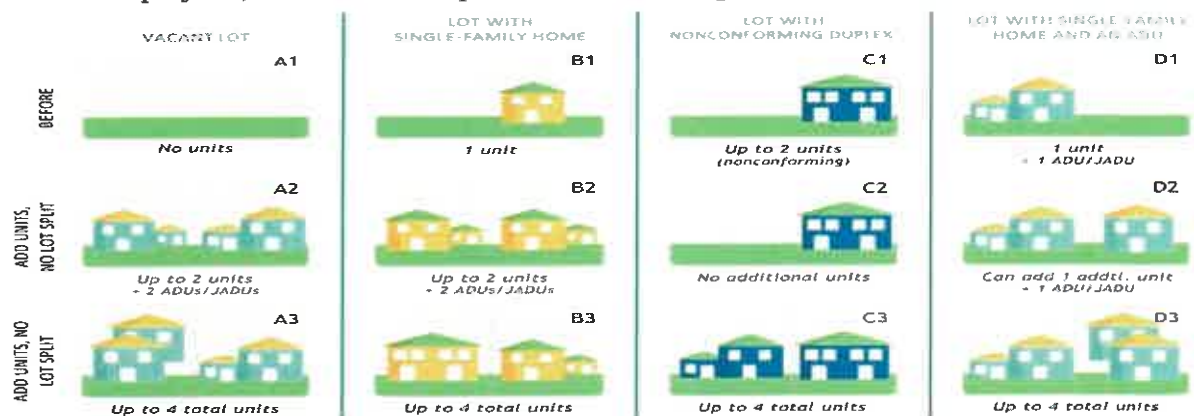 VACANT LOT
LOT WITH
SINGLE-FAMILY HOME
LOT WITH
NONCONFORMING DUPLEX
LOT WITH SINGLE FAMILY
HOME AND AN ADU
A1
B1
C1
D1
BEFORE
No units
1 unit
Up to 2 units
(nonconforming)
1 unit
+ 1 ADU/JADU
A2
B2
C2
D2
ADD UNITS,
NO LOT SPLIT
Up to 2 units
+ 2 ADUs/JADUs
Up to 2 units
+ 2 ADUs/JADUs
No additional units
Can add 1 addtl. unit
+ 1 ADU/JADU
A3
B3
C3
D3
ADD UNITS, NO
LOT SPLIT
Up to 4 total units
Up to 4 total units
Up to 4 total units
Up to 4 total units